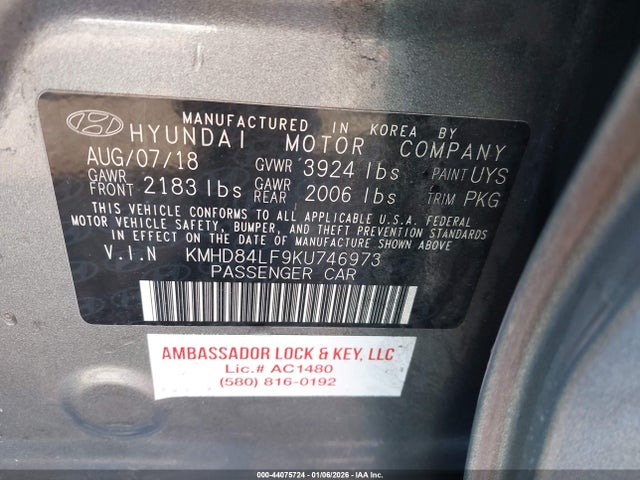 MANUFACTURED IN KOREA BY
HYUNDAI MOTOR COMPANY
AUG/07/18 GVWR 3924 lbs PAINT UYS
GAWR FRONT 2183 lbs GAWR REAR 2006 lbs TRIM PKG
THIS VEHICLE CONFORMS TO ALL APPLICABLE U.S.A. FEDERAL
MOTOR VEHICLE SAFETY, BUMPER, AND THEFT PREVENTION STANDARDS
IN EFFECT ON THE DATE OF MANUFACTURE SHOWN ABOVE.
V.I.N KMHD84LF9KU746973
PASSENGER CAR
AMBASSADOR LOCK & KEY, LLC
Lic.# AC1480
(580) 816-0192
000-44075724 - 01/06/2026 - IAA Inc.